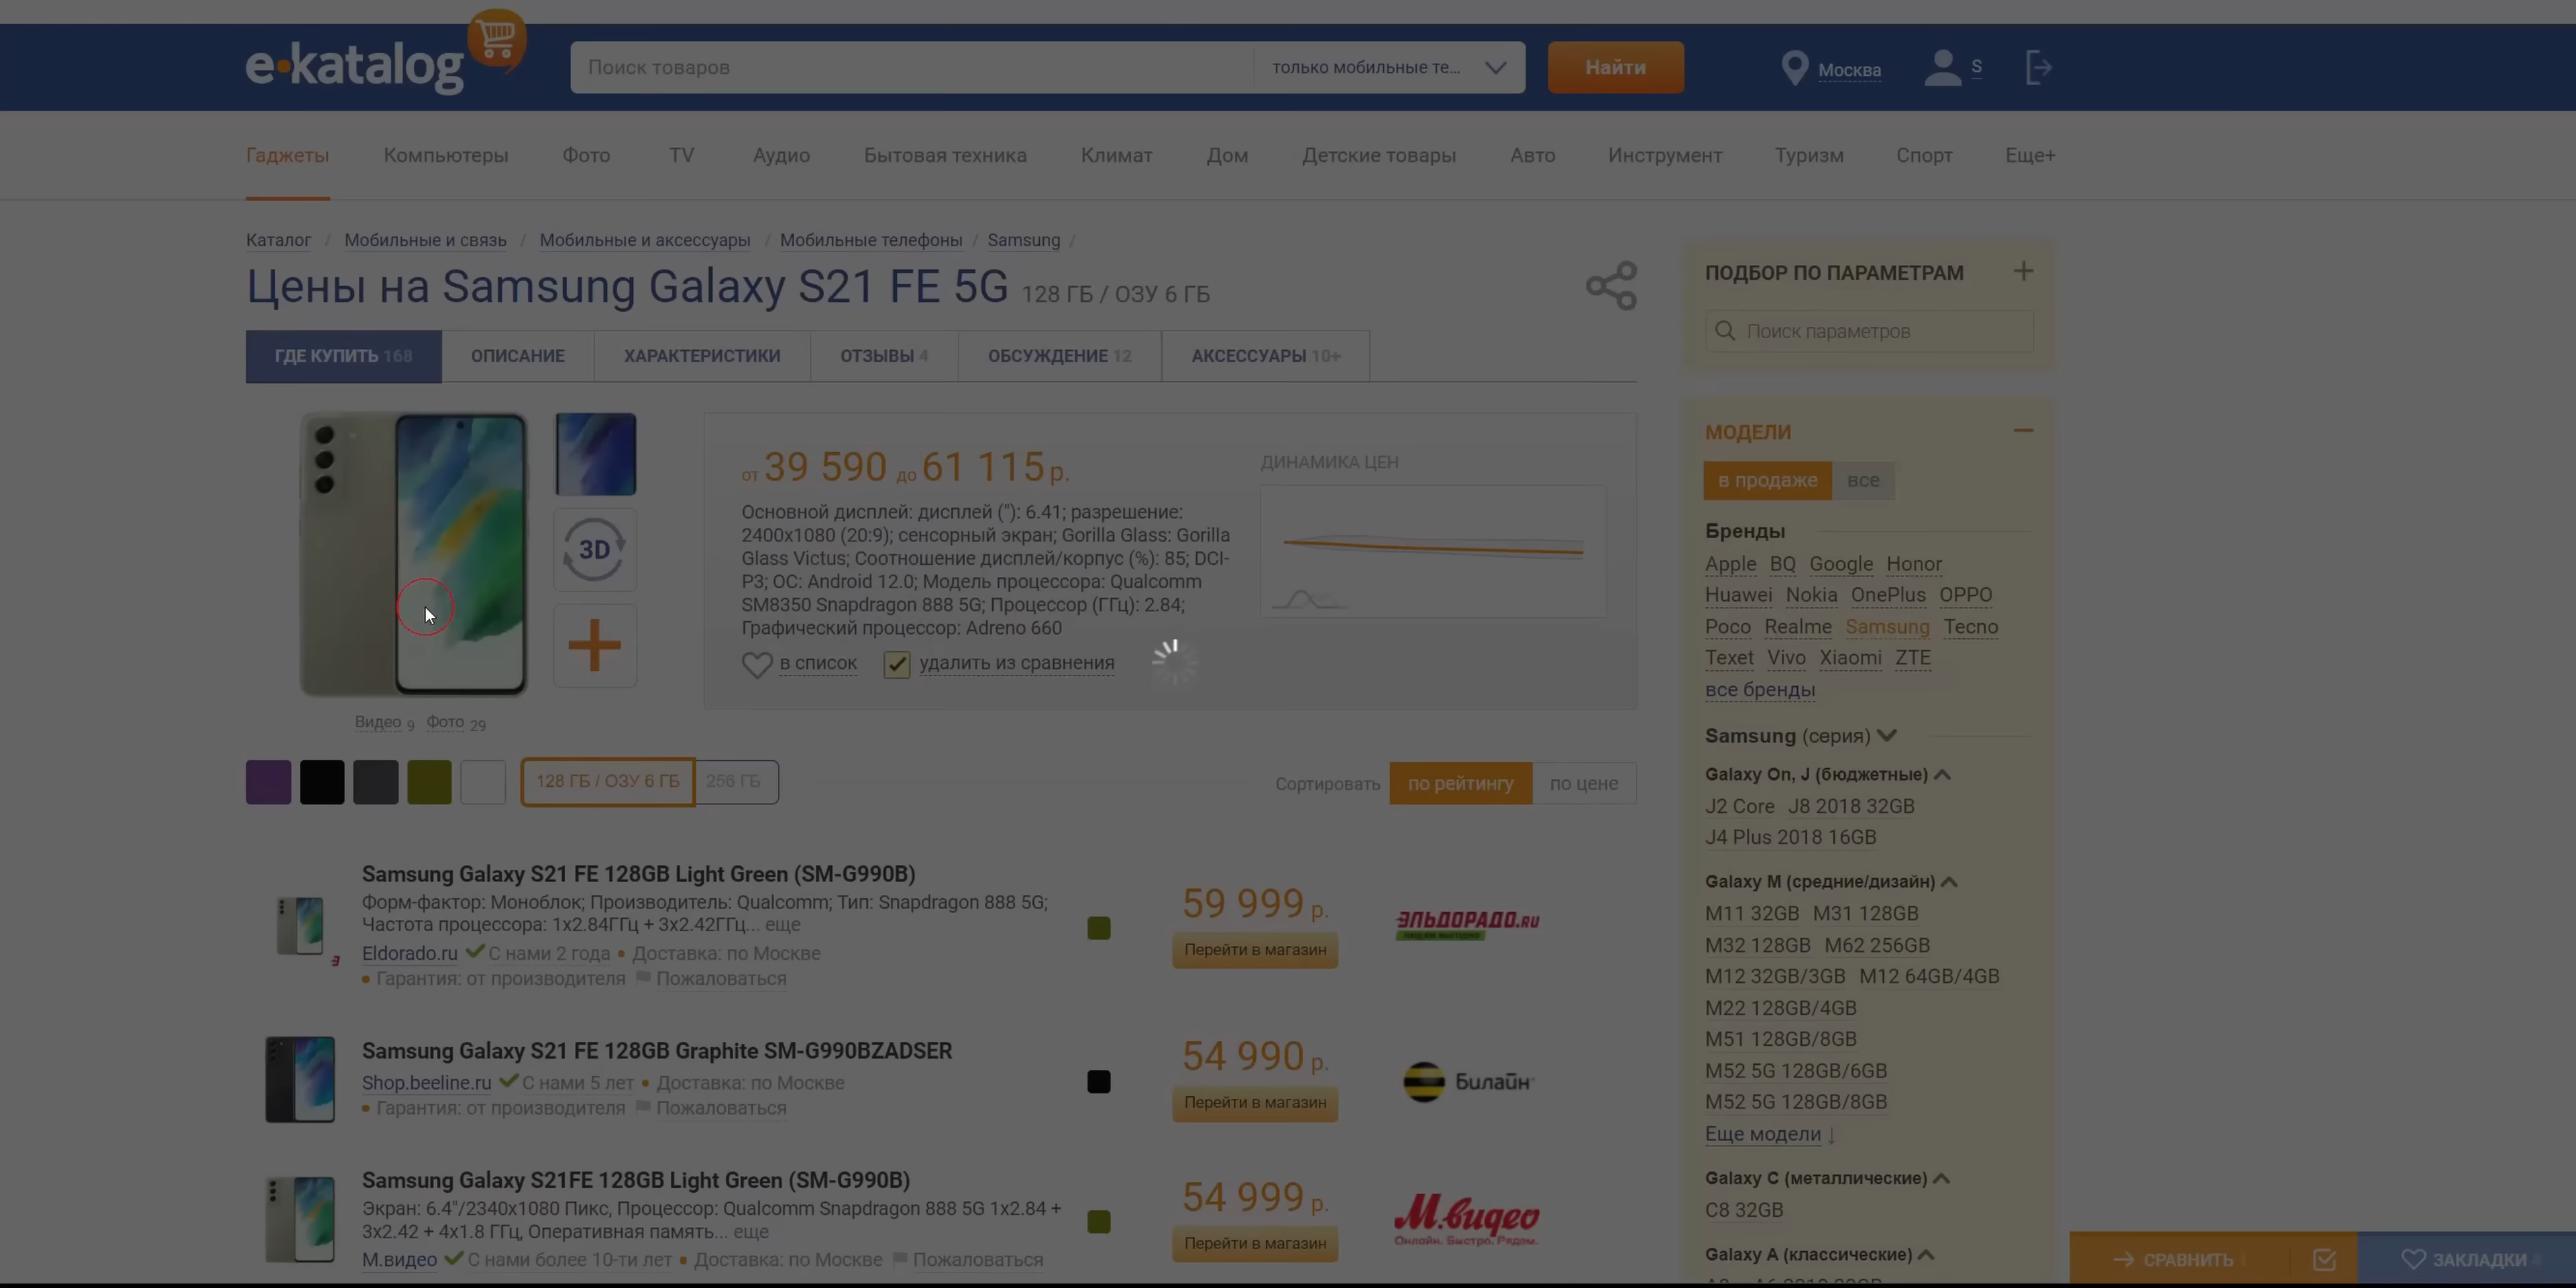 e·katalog
Поиск товаров
только мобильные те...
Найти
Москва
S
Гаджеты Компьютеры Фото TV Аудио Бытовая техника Климат Дом Детские товары Авто Инструмент Туризм Спорт Еще+
Каталог / Мобильные и связь / Мобильные и аксессуары / Мобильные телефоны / Samsung /
Цены на Samsung Galaxy S21 FE 5G 128 ГБ / ОЗУ 6 ГБ
ГДЕ КУПИТЬ 168 ОПИСАНИЕ ХАРАКТЕРИСТИКИ ОТЗЫВЫ 4 ОБСУЖДЕНИЕ 12 АКСЕССУАРЫ 10+
3D
Видео 9 Фото 29
от 39 590 до 61 115 р.
Основной дисплей: дисплей ("): 6.41; разрешение:
2400x1080 (20:9); сенсорный экран; Gorilla Glass: Gorilla
Glass Victus; Соотношение дисплей/корпус (%): 85; DCI-
P3; ОС: Android 12.0; Модель процессора: Qualcomm
SM8350 Snapdragon 888 5G; Процессор (ГГц): 2.84;
Графический процессор: Adreno 660
в список удалить из сравнения
ДИНАМИКА ЦЕН
128 ГБ / ОЗУ 6 ГБ 256 ГБ
Сортировать по рейтингу по цене
Samsung Galaxy S21 FE 128GB Light Green (SM-G990B)
Форм-фактор: Моноблок; Производитель: Qualcomm; Тип: Snapdragon 888 5G;
Частота процессора: 1x2.84ГГц + 3x2.42ГГц... еще
Eldorado.ru С нами 2 года • Доставка: по Москве
• Гарантия: от производителя Пожаловаться
59 999 р.
Перейти в магазин
ЭЛЬДОРАДО.RU
Samsung Galaxy S21 FE 128GB Graphite SM-G990BZADSER
Shop.beeline.ru С нами 5 лет • Доставка: по Москве
• Гарантия: от производителя Пожаловаться
54 990 р.
Перейти в магазин
Билайн
Samsung Galaxy S21FE 128GB Light Green (SM-G990B)
Экран: 6.4"/2340x1080 Пикс, Процессор: Qualcomm Snapdragon 888 5G 1x2.84 +
3x2.42 + 4x1.8 ГГц, Оперативная память... еще
М.видео С нами более 10-ти лет • Доставка: по Москве Пожаловаться
54 999 р.
Перейти в магазин
М.видео
Онлайн. Быстро. Рядом.
ПОДБОР ПО ПАРАМЕТРАМ
Поиск параметров
МОДЕЛИ
в продаже все
Бренды
Apple BQ Google Honor
Huawei Nokia OnePlus OPPO
Poco Realme Samsung Tecno
Texet Vivo Xiaomi ZTE
все бренды
Samsung (серия)
Galaxy On, J (бюджетные)
J2 Core J8 2018 32GB
J4 Plus 2018 16GB
Galaxy M (средние/дизайн)
M11 32GB M31 128GB
M32 128GB M62 256GB
M12 32GB/3GB M12 64GB/4GB
M22 128GB/4GB
M51 128GB/8GB
M52 5G 128GB/6GB
M52 5G 128GB/8GB
Еще модели ↓
Galaxy C (металлические)
C8 32GB
Galaxy A (классические)
СРАВНИТЬ
ЗАКЛАДКИ